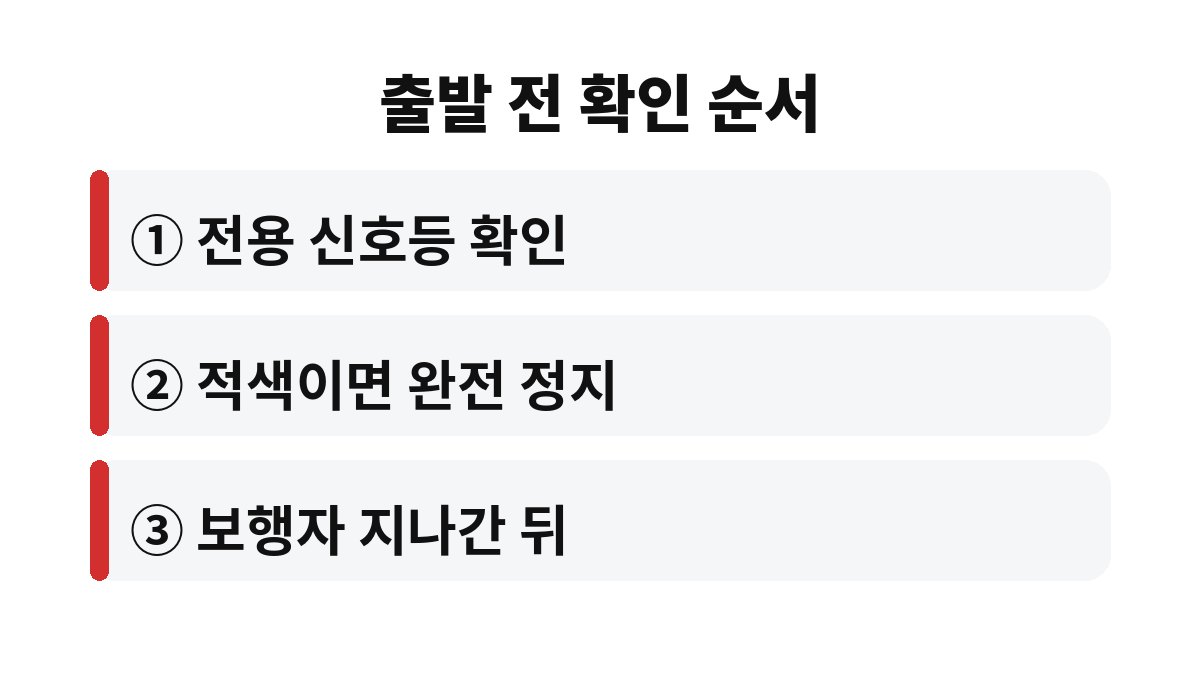 출발 전 확인 순서
① 전용 신호등 확인
② 적색이면 완전 정지
③ 보행자 지나간 뒤